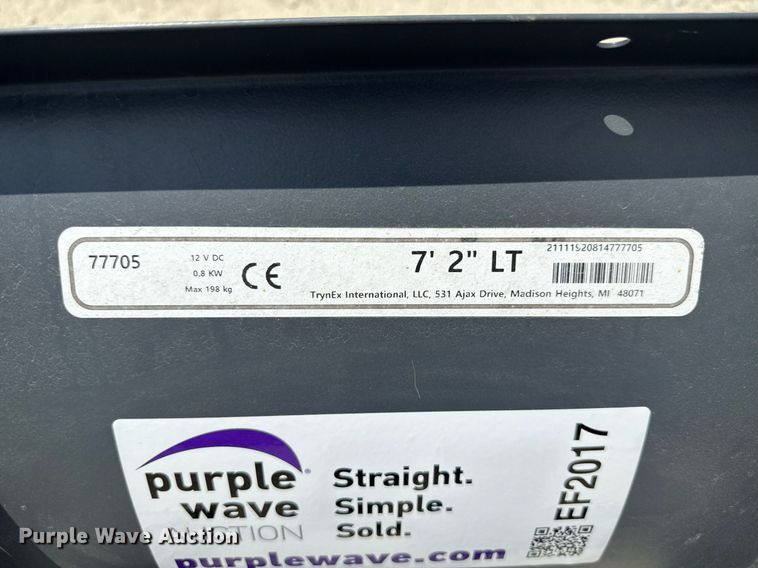 77705
12 V DC
0.8 KW
Max 198 kg
CE
7' 2" LT
21111520814777705
TrynEx International, LLC, 531 Ajax Drive, Madison Heights, MI 48071
purple
wave
AUCTION
Straight.
Simple.
Sold.
purplewave.com
EF2017
Purple Wave Auction